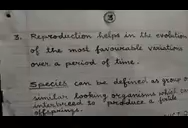 3
3. Reproduction helps in the evolution
of the most favourable variations
over a period of time.
Species can be defined as group of
similar looking organisms which can
interbreed to produce a fertile
offsprings.